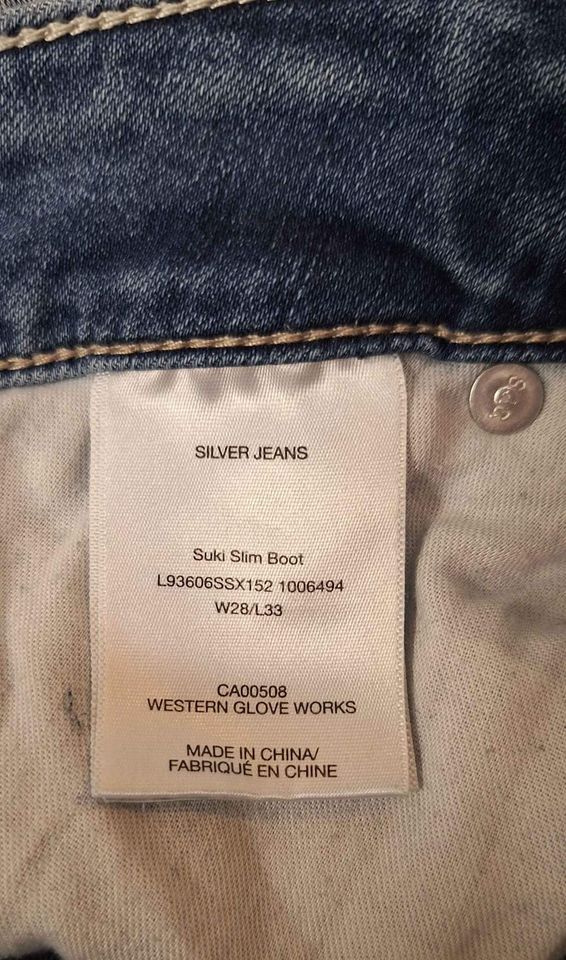 SILVER JEANS
Suki Slim Boot
L93606SSX152 1006494
W28/L33
CA00508
WESTERN GLOVE WORKS
MADE IN CHINA/
FABRIQUÉ EN CHINE